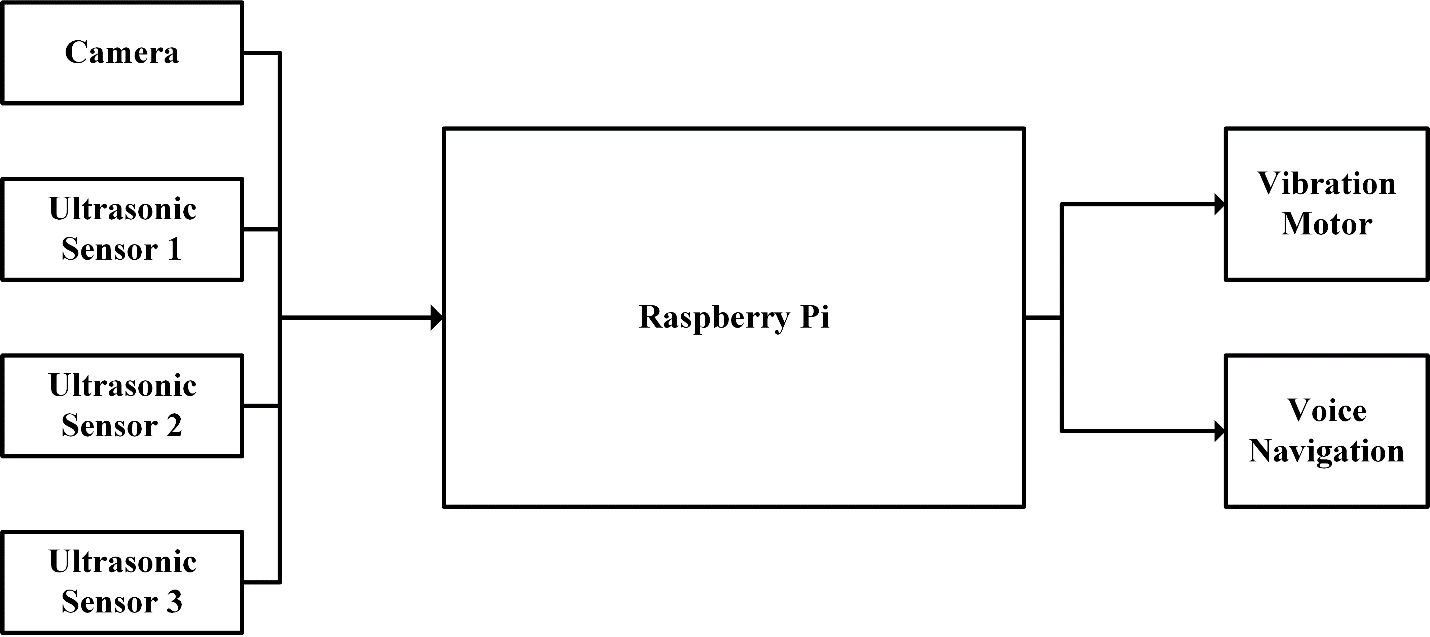 Camera
Ultrasonic
Sensor 1
Ultrasonic
Sensor 2
Ultrasonic
Sensor 3
Raspberry Pi
Vibration
Motor
Voice
Navigation